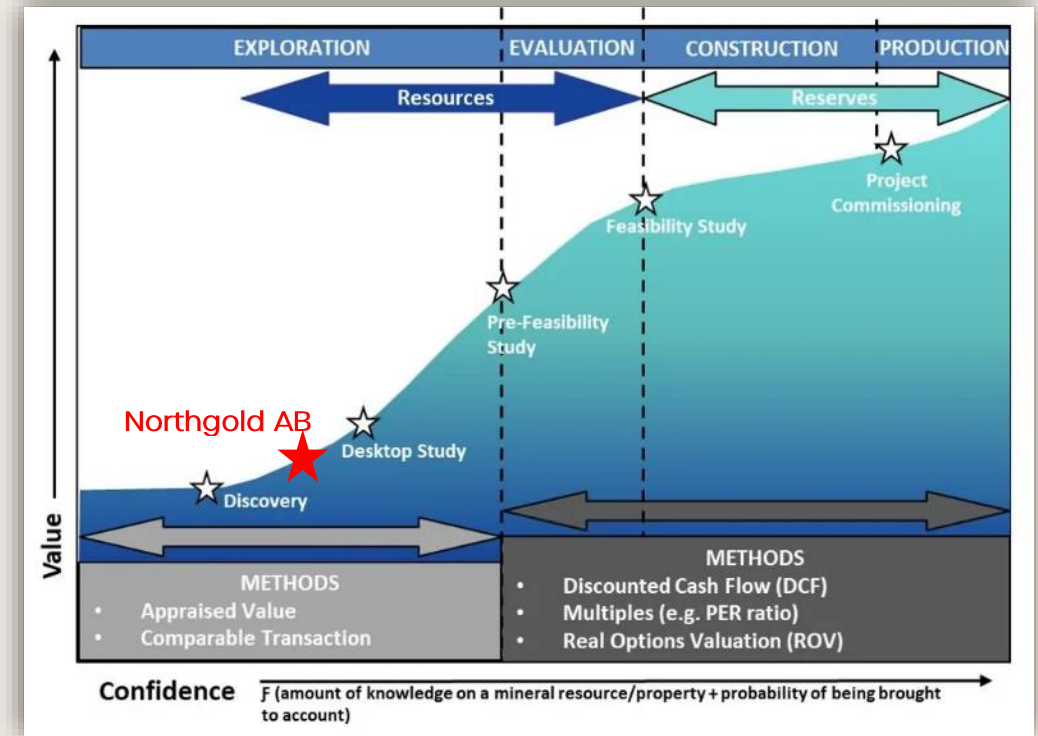 EXPLORATION
EVALUATION
CONSTRUCTION
PRODUCTION
Resources
Reserves
Project
Commissioning
Feasibility Study
Pre-Feasibility
Study
Northgold AB
Desktop Study
Discovery
Value
METHODS
• Appraised Value
• Comparable Transaction
METHODS
• Discounted Cash Flow (DCF)
• Multiples (e.g. PER ratio)
• Real Options Valuation (ROV)
Confidence
Ƒ (amount of knowledge on a mineral resource/property + probability of being brought
to account)